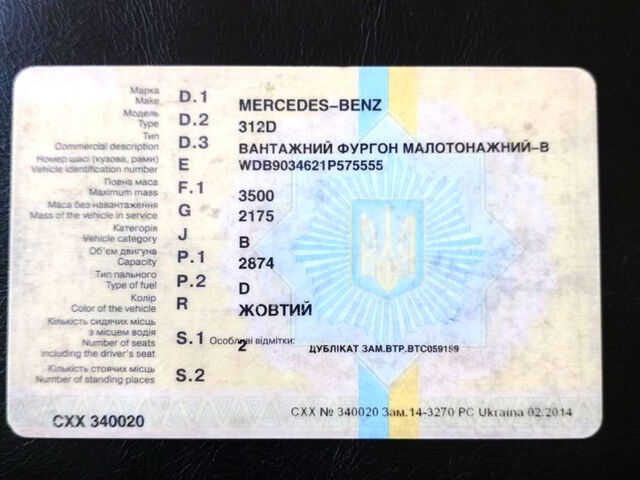 Марка
Make D.1 MERCEDES-BENZ
Модель
Type D.2 312D
Тип
Commercial description D.3 ВАНТАЖНИЙ ФУРГОН МАЛОТОНАЖНИЙ-В
Номер шасі (кузова, рами)
Vehicle identification number E WDB9034621P575555
Повна маса
Maximum mass F.1 3500
Маса без навантаження
Mass of the vehicle in service G 2175
Категорія
Vehicle category J B
Об'єм двигуна
Capacity P.1 2874
Тип пального
Type of fuel P.2 D
Колір
Color of the vehicle R ЖОВТИЙ
Кількість сидячих місць
з місцем водія
Number of seats S.1 Особливі відмітки: 2 ДУБЛІКАТ ЗАМ.ВТР.ВТС059159
including the driver's seat
Кількість стоячих місць
Number of standing places S.2
СХХ 340020
СХХ № 340020 Зам.14-3270 РС Ukraina 02.2014